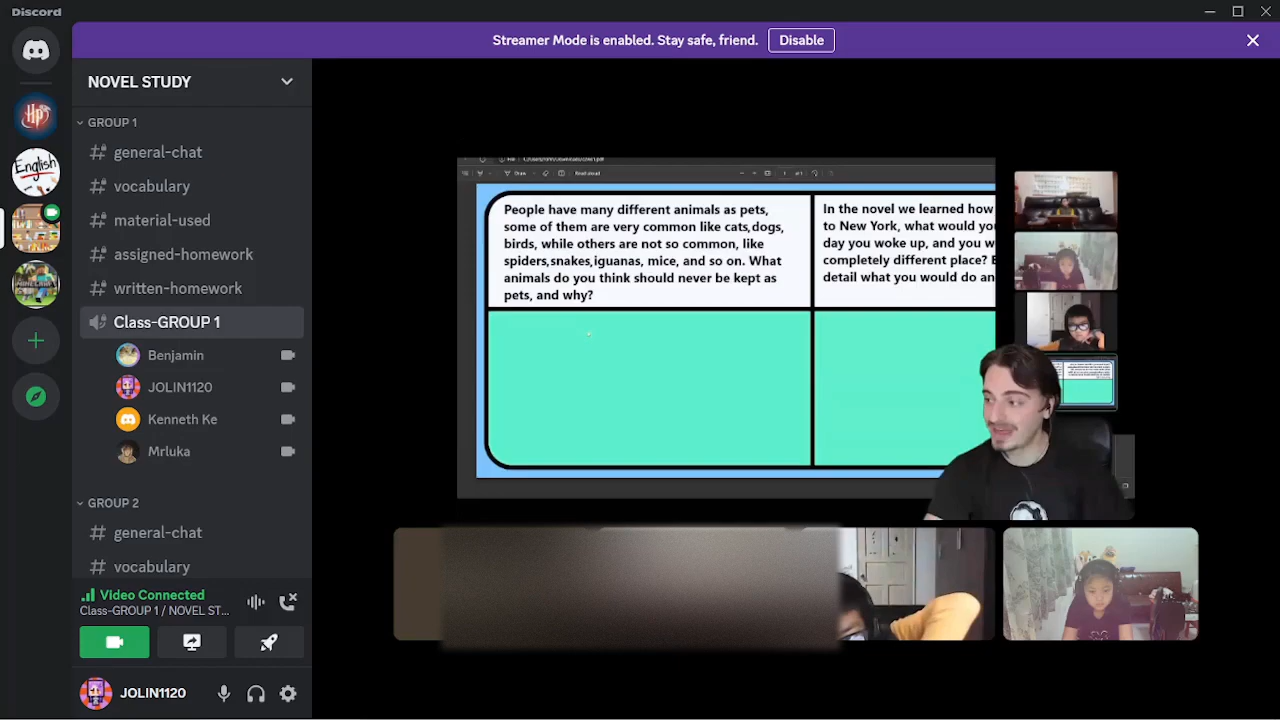 Discord
Streamer Mode is enabled. Stay safe, friend.
Disable
NOVEL STUDY
GROUP 1
general-chat
vocabulary
material-used
assigned-homework
written-homework
Class-GROUP 1
Benjamin
JOLIN1120
Kenneth Ke
Mrluka
GROUP 2
general-chat
vocabulary
Video Connected
Class-GROUP 1 / NOVEL ST...
JOLIN1120
English
Draw
Read aloud
People have many different animals as pets,
some of them are very common like cats,dogs,
birds, while others are not so common, like
spiders,snakes,iguanas, mice, and so on. What
animals do you think should never be kept as
pets, and why?
In the novel we learned how
to New York, what would you
day you woke up, and you w
completely different place? E
detail what you would do an